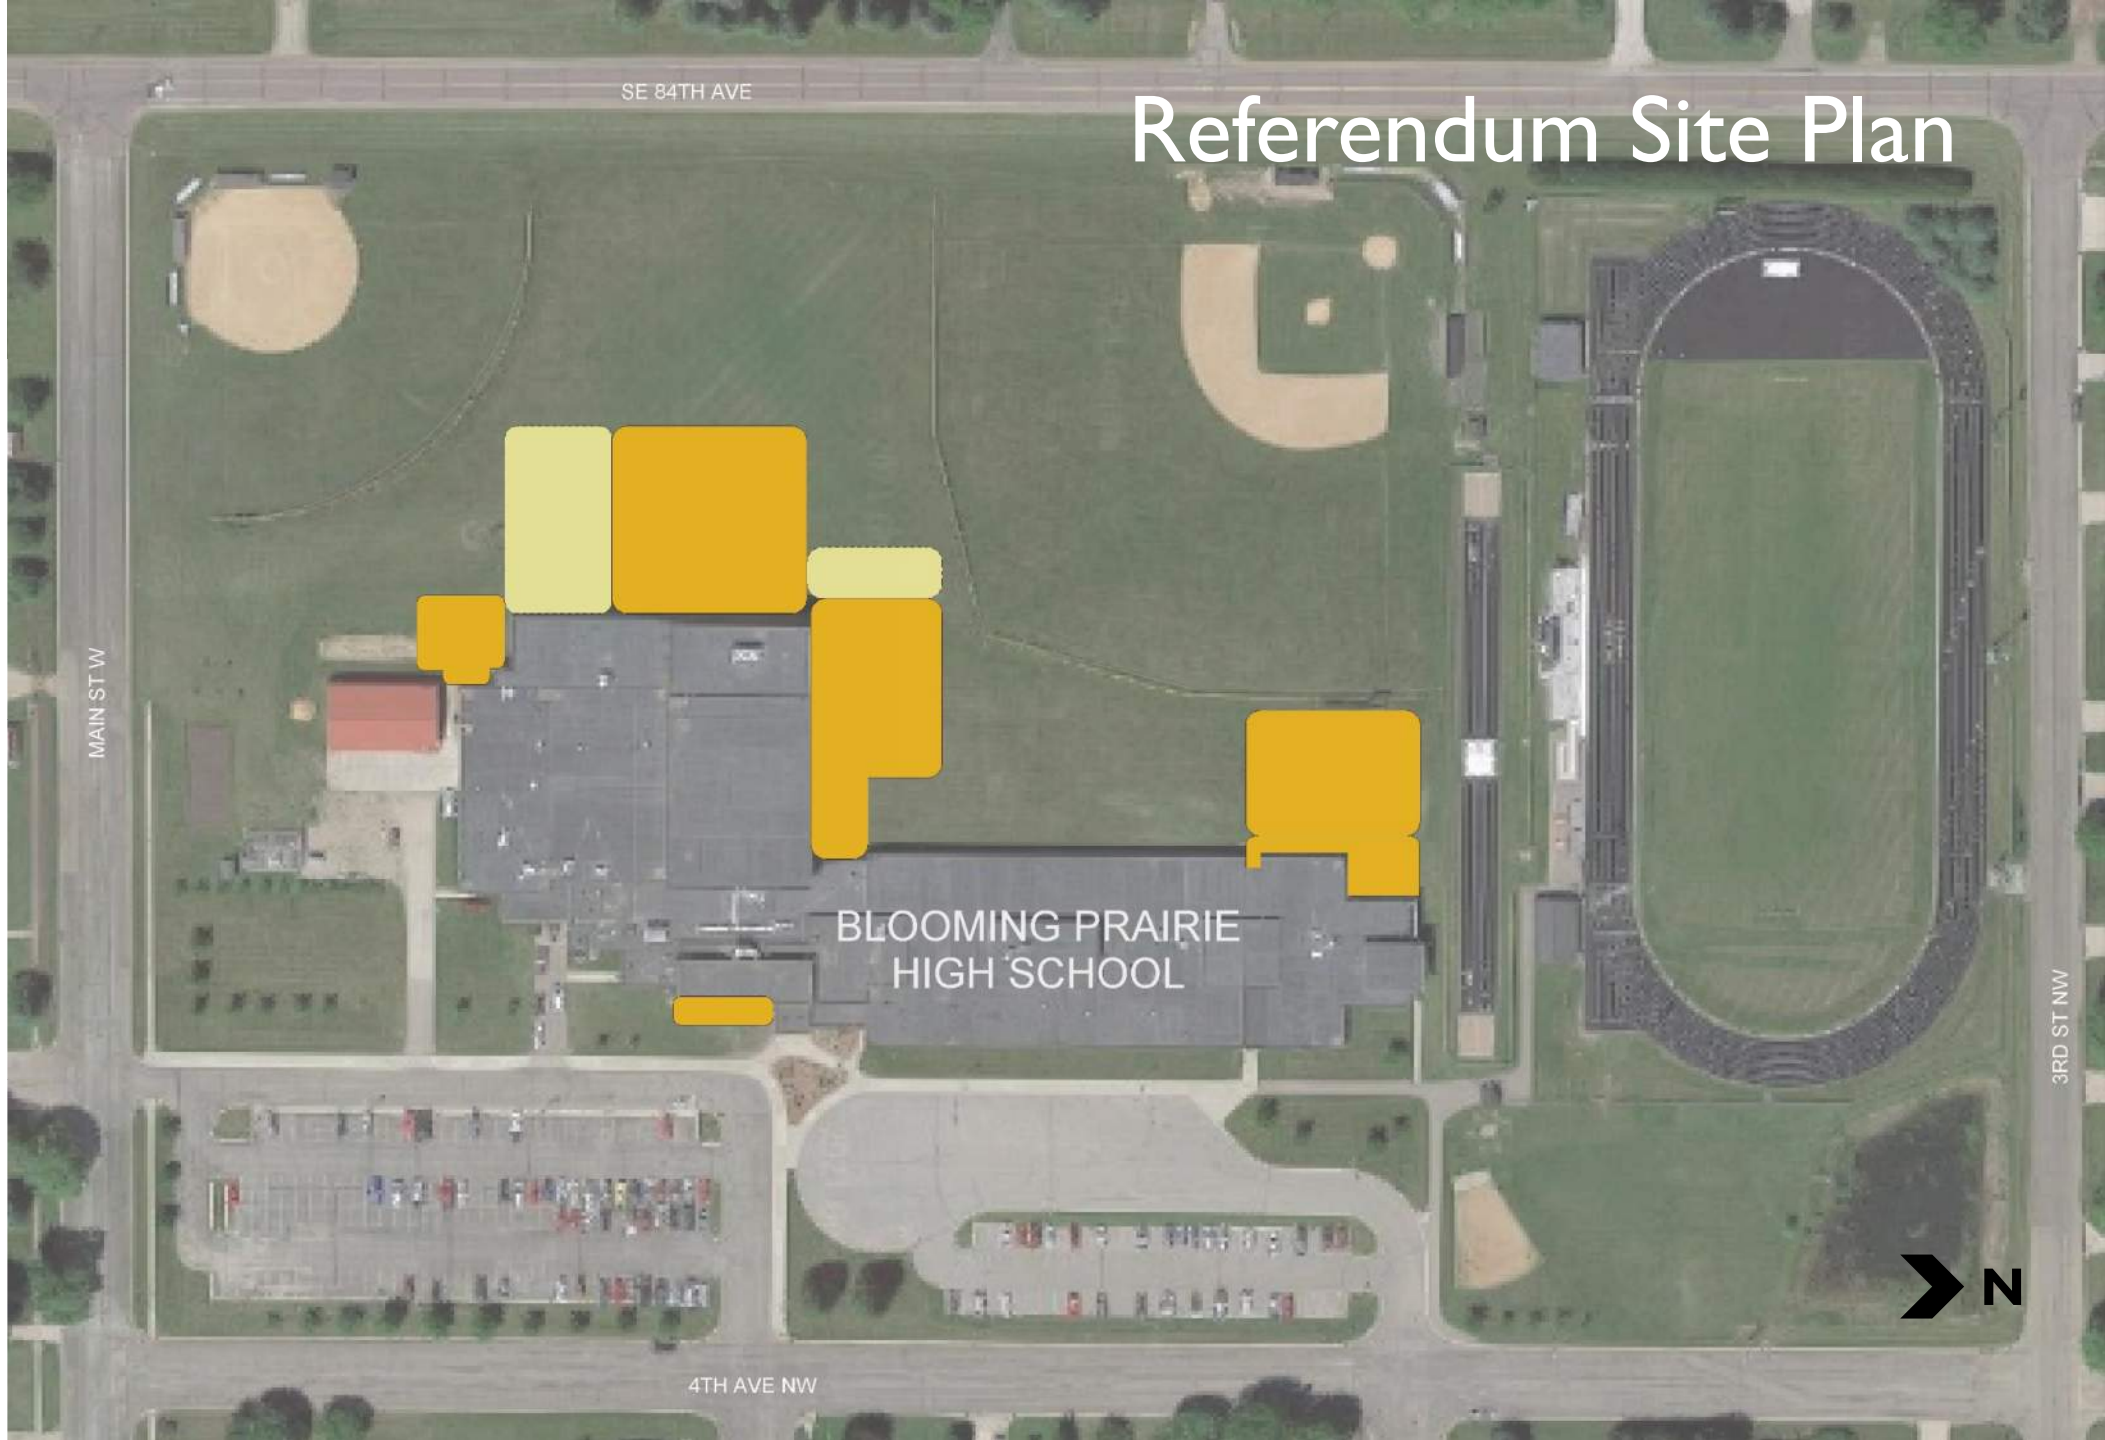 SE 84TH AVE
Referendum Site Plan
MAIN ST W
BLOOMING PRAIRIE
HIGH SCHOOL
3RD ST NW
N
4TH AVE NW